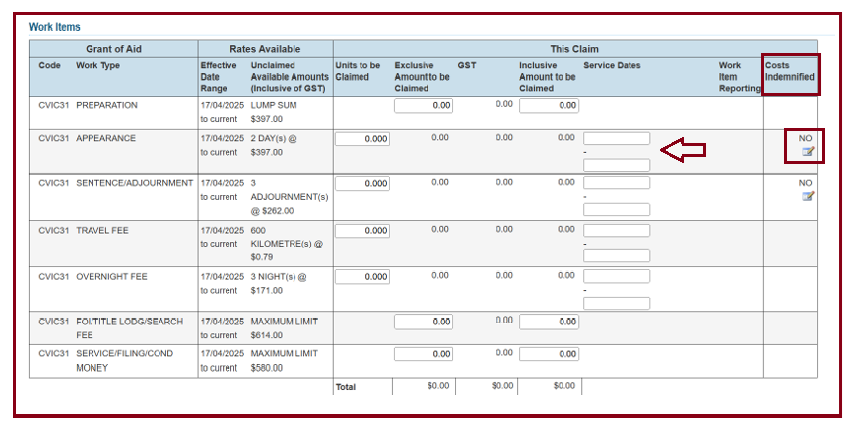 Work Items
Grant of Aid Rates Available This Claim
Code Work Type Effective Date Range Unclaimed Available Amounts (Inclusive of GST) Units to be Claimed Exclusive Amountto be Claimed GST Inclusive Amount to be Claimed Service Dates Work Item Reporting Costs Indemnified
CVIC31 PREPARATION 17/04/2025 LUMP SUM 0.00 0.00 0.00
to current $397.00
CVIC31 APPEARANCE 17/04/2025 2 DAY(s) @ 0.000 0.00 0.00 0.00 NO
to current $397.00 -
CVIC31 SENTENCE/ADJOURNMENT 17/04/2025 3 0.000 0.00 0.00 0.00 NO
to current ADJOURNMENT(s) -
@ $262.00
CVIC31 TRAVEL FEE 17/04/2025 600 0.000 0.00 0.00 0.00
to current KILOMETRE(s) @ -
$0.79
CVIC31 OVERNIGHT FEE 17/04/2025 3 NIGHT(s) @ 0.000 0.00 0.00 0.00
to current $171.00 -
CVIC31 FOI/TITLE LODG/SEARCH 17/04/2025 MAXIMUM LIMIT 0.00 0.00 0.00
FEE to current $614.00
CVIC31 SERVICE/FILING/COND 17/04/2025 MAXIMUM LIMIT 0.00 0.00 0.00
MONEY to current $580.00
Total $0.00 $0.00 $0.00